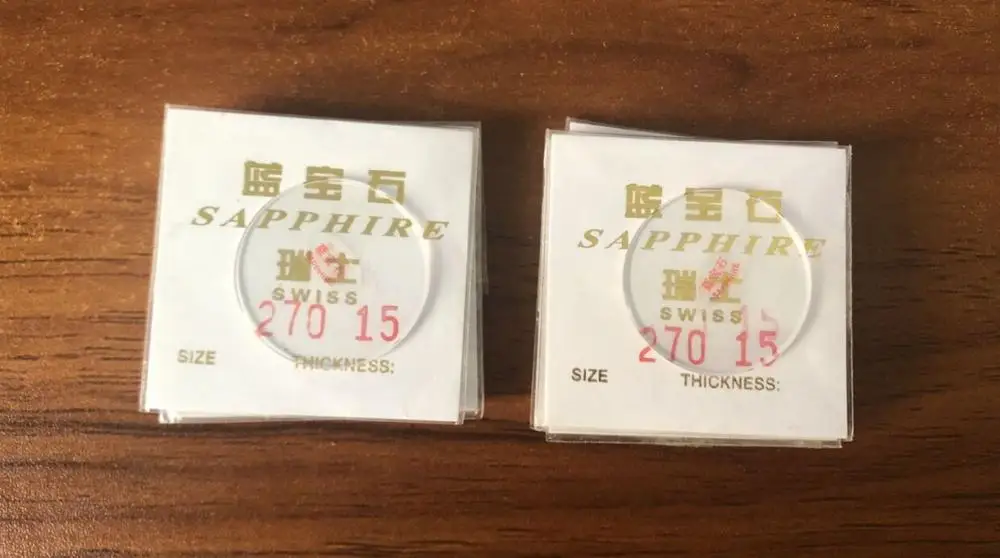 蓝宝石
SAPPHIRE
瑞士
SWISS
270 15
SIZE THICKNESS:
蓝宝石
SAPPHIRE
瑞士
SWISS
270 15
SIZE THICKNESS: